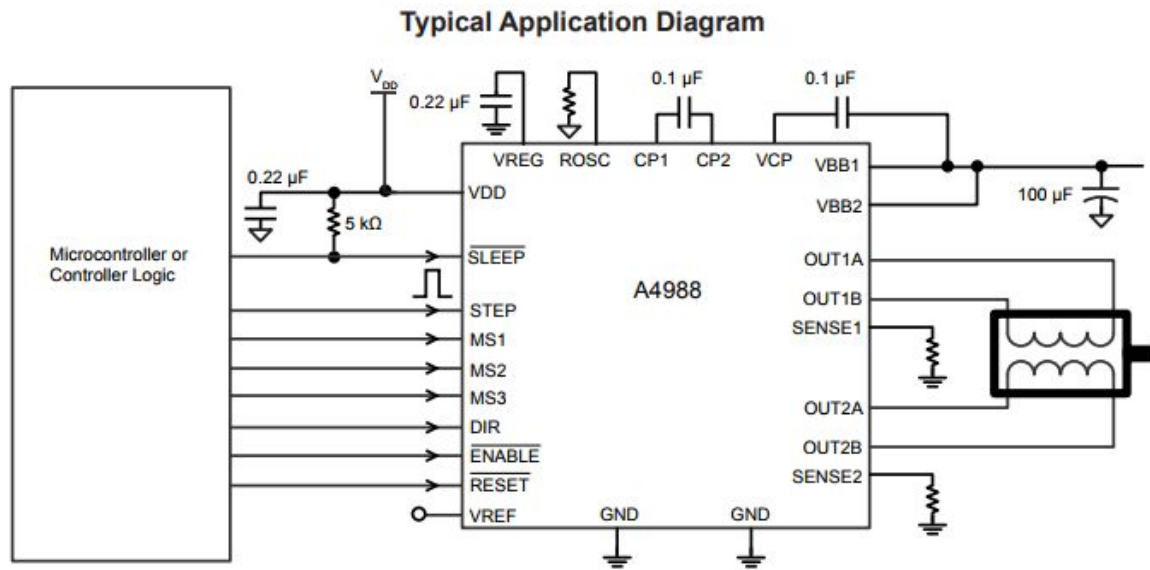 Typical Application Diagram
V_DD
0.22 µF
0.1 µF
0.1 µF
VREG
ROSC
CP1
CP2
VCP
VBB1
0.22 µF
VDD
5 kΩ
VBB2
100 µF
Microcontroller or
Controller Logic
SLEEP
OUT1A
A4988
OUT1B
STEP
SENSE1
MS1
MS2
MS3
OUT2A
DIR
OUT2B
ENABLE
SENSE2
RESET
VREF
GND
GND